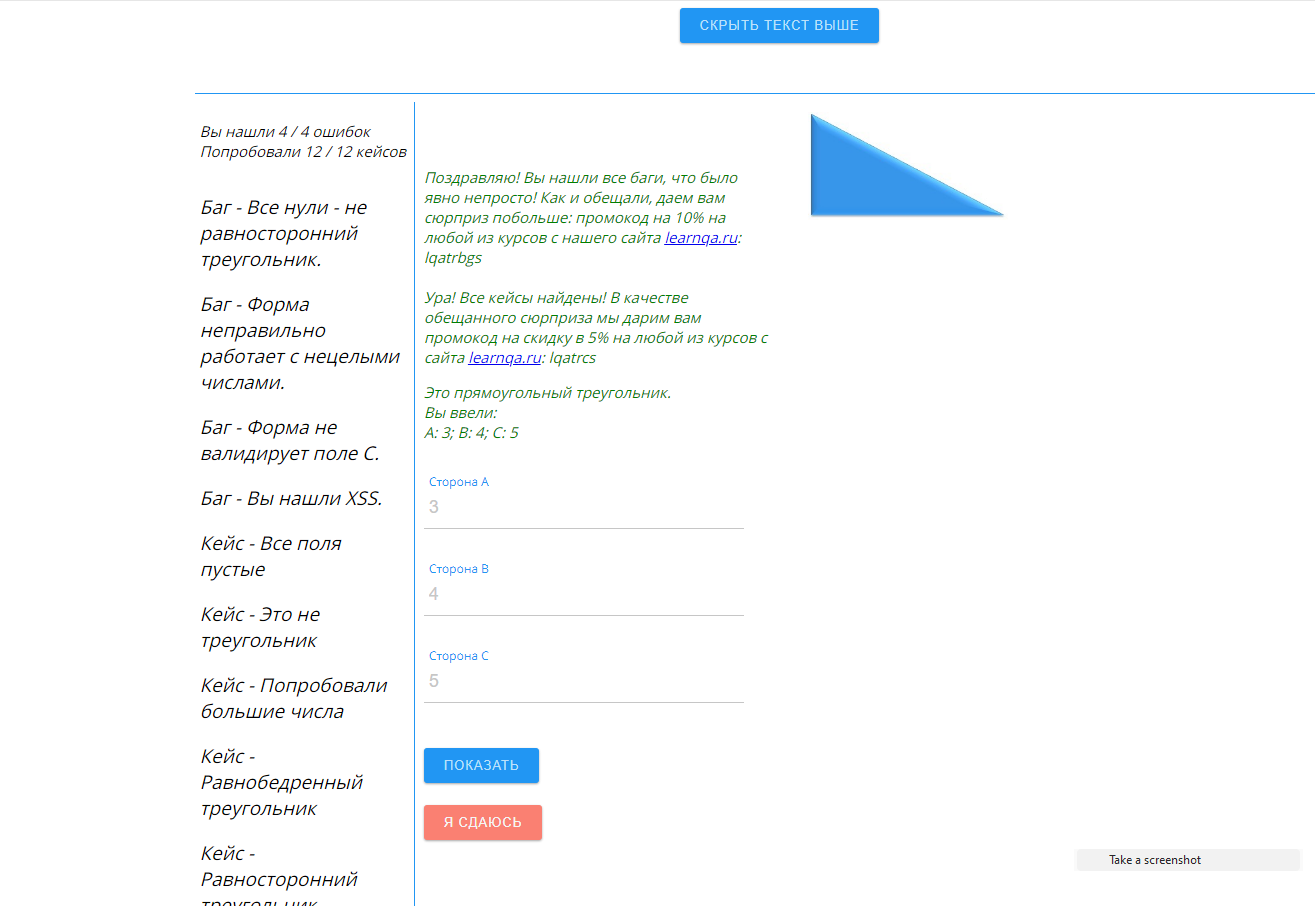 СКРЫТЬ ТЕКСТ ВЫШЕ
Вы нашли 4 / 4 ошибок
Попробовали 12 / 12 кейсов
Баг - Все нули - не
равносторонний
треугольник.
Баг - Форма
неправильно
работает с нецелыми
числами.
Баг - Форма не
валидирует поле C.
Баг - Вы нашли XSS.
Кейс - Все поля
пустые
Кейс - Это не
треугольник
Кейс - Попробовали
большие числа
Кейс -
Равнобедренный
треугольник
Кейс -
Равносторонний
треугольник
Поздравляю! Вы нашли все баги, что было
явно непросто! Как и обещали, даем вам
сюрприз побольше: промокод на 10% на
любой из курсов с нашего сайта learnqa.ru:
lqatrbgs
Ура! Все кейсы найдены! В качестве
обещанного сюрприза мы дарим вам
промокод на скидку в 5% на любой из курсов с
сайта learnqa.ru: lqatrcs
Это прямоугольный треугольник.
Вы ввели:
A: 3; B: 4; C: 5
Сторона A
3
Сторона B
4
Сторона C
5
ПОКАЗАТЬ
Я СДАЮСЬ
Take a screenshot